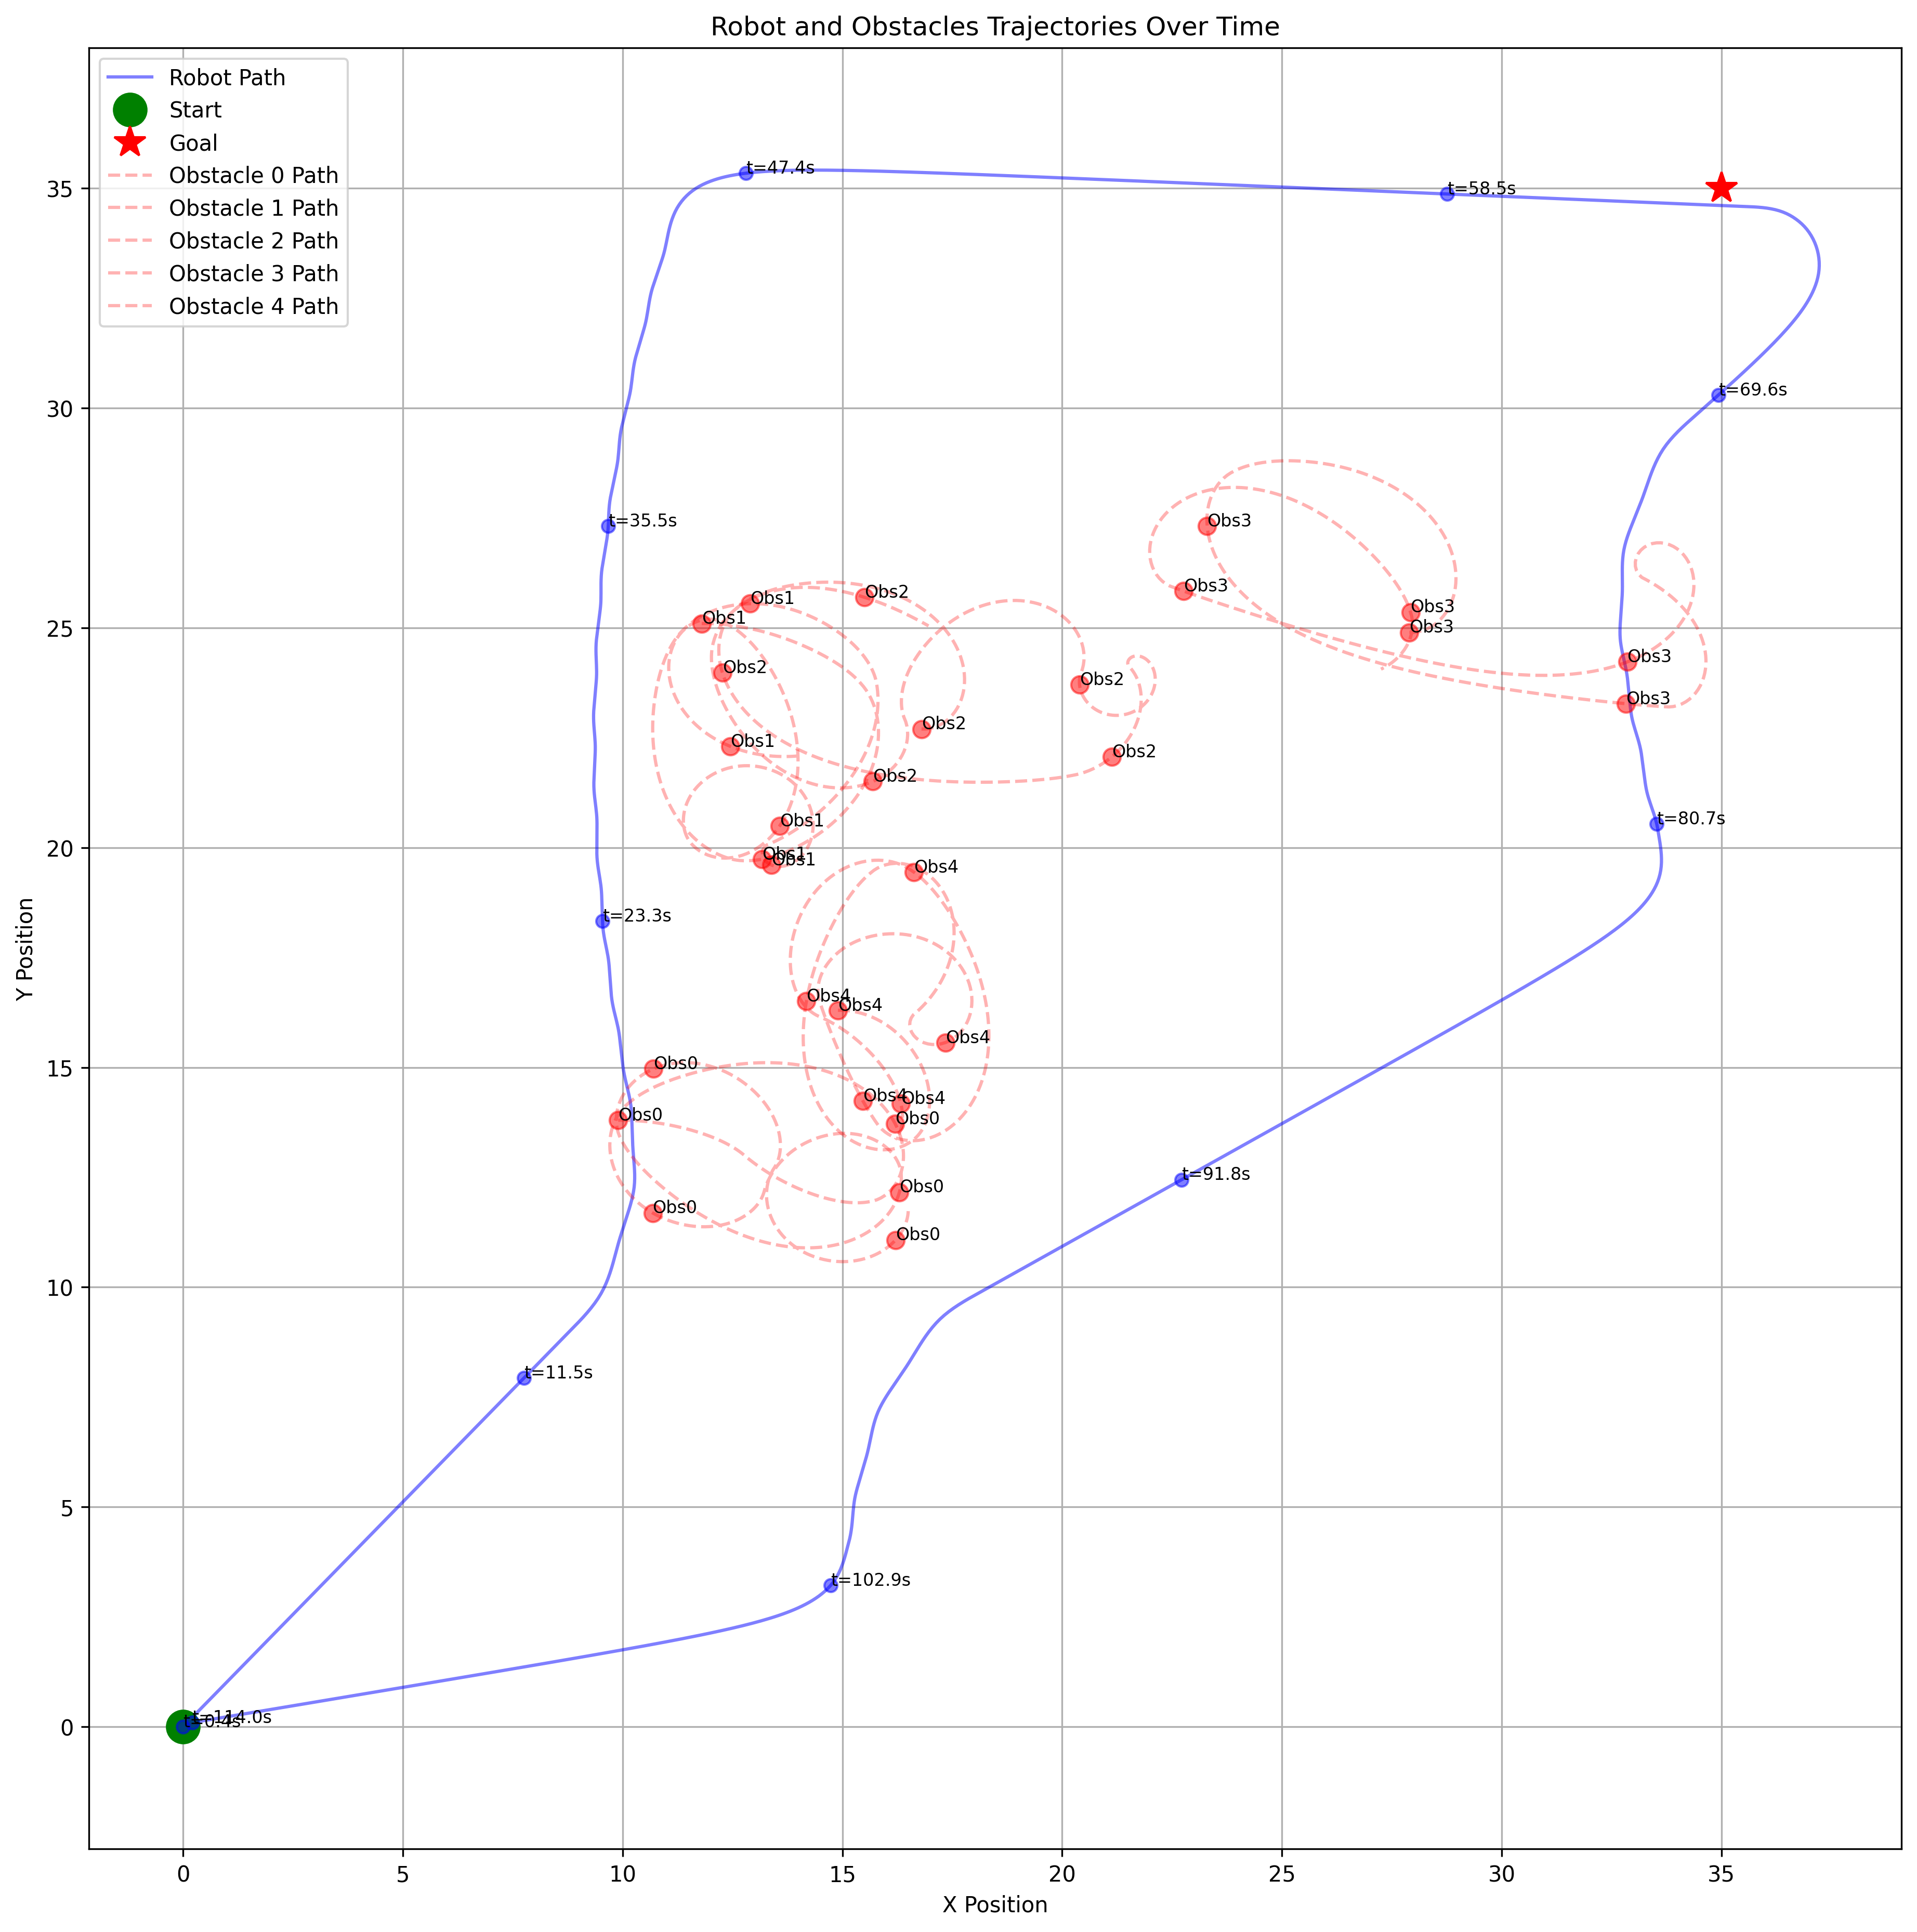 Robot and Obstacles Trajectories Over Time
Robot Path
Start
Goal
Obstacle 0 Path
Obstacle 1 Path
Obstacle 2 Path
Obstacle 3 Path
Obstacle 4 Path
t=47.4s
t=58.5s
t=69.6s
t=35.5s
Obs3
Obs3
Obs3
Obs3
Obs3
Obs3
Obs1
Obs2
Obs1
Obs2
Obs2
Obs2
Obs1
Obs2
Obs2
Obs1
Obs1
Obs1
t=80.7s
t=23.3s
Obs4
Obs4
Obs4
Obs4
Obs0
Obs4
Obs4
Obs0
Obs0
Obs0
Obs0
Obs0
t=91.8s
t=11.5s
t=102.9s
t=114.0s
t=0.4s
35
30
25
20
15
10
5
0
Y Position
0
5
10
15
20
25
30
35
X Position